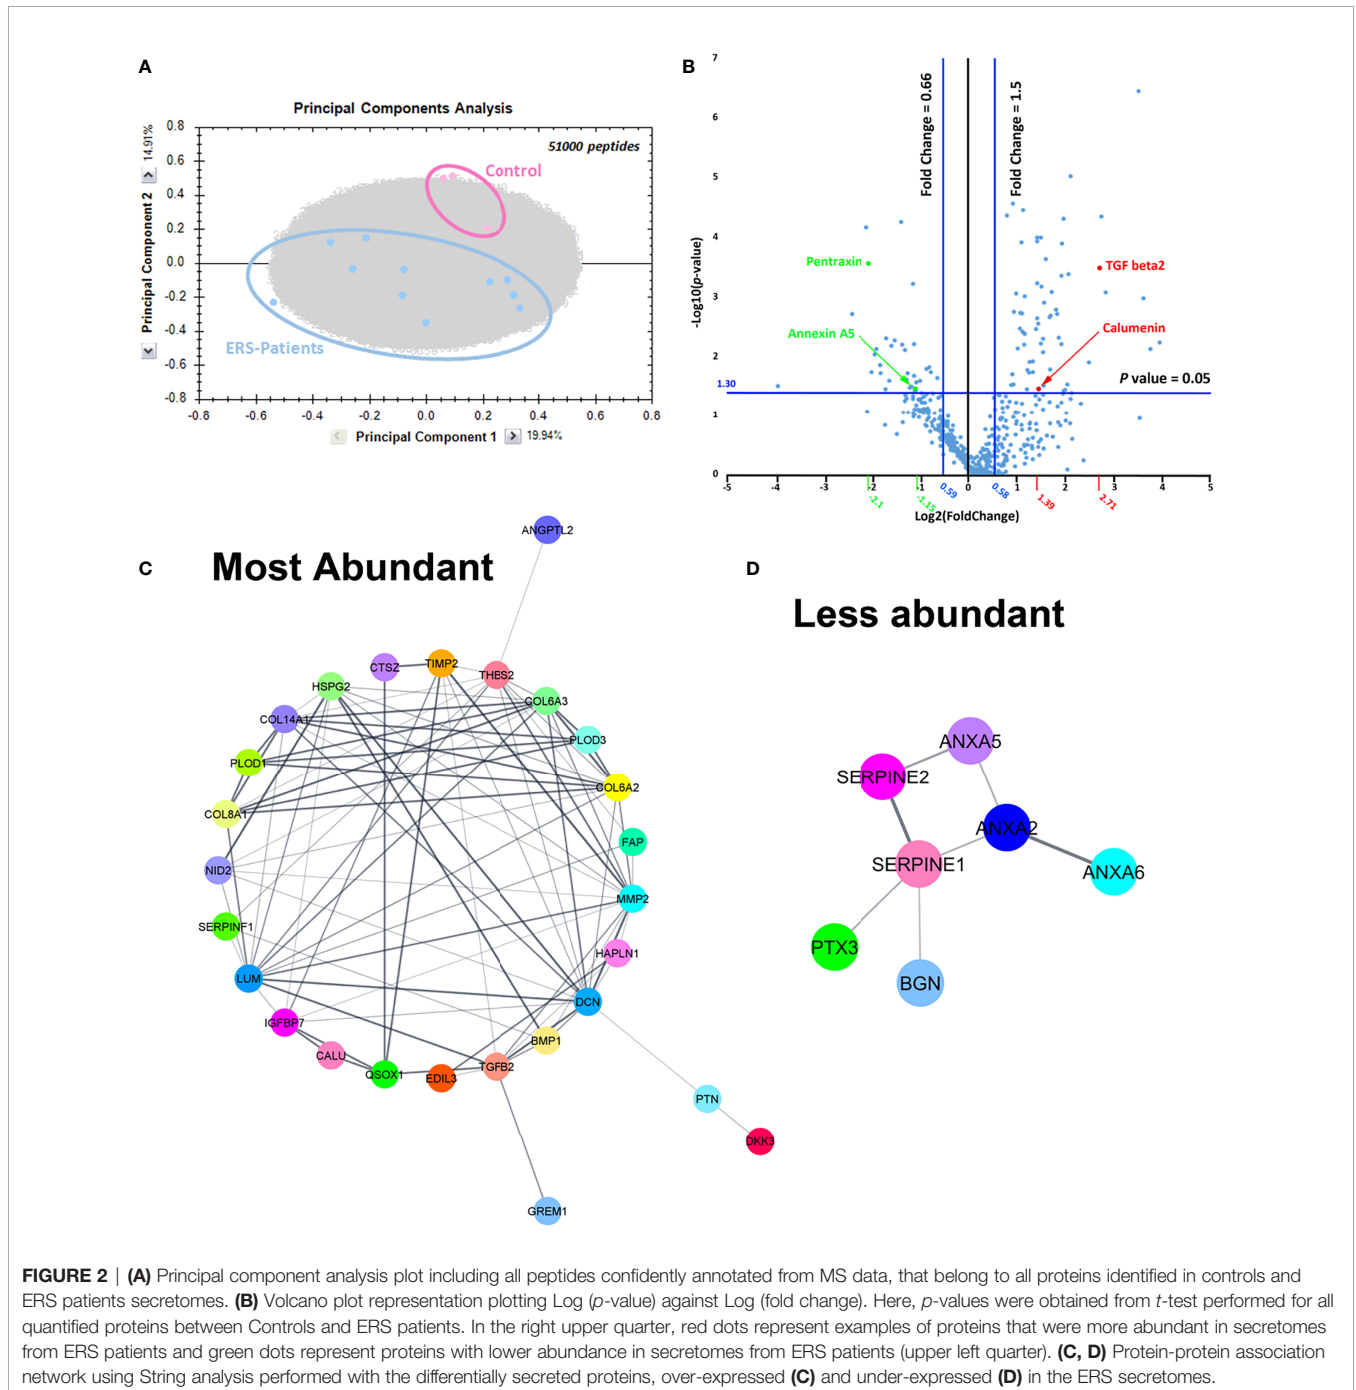 A
Principal Components Analysis
51000 peptides
Control
ERS-Patients
Principal Component 2
14.91%
0.8
0.6
0.4
0.2
0.0
-0.2
-0.4
-0.6
-0.8
-0.8 -0.6 -0.4 -0.2 0.0 0.2 0.4 0.6 0.8
Principal Component 1
19.94%
B
7
6
5
4
3
2
1.30
1
0
-Log10(p-value)
Fold Change = 0.66
Fold Change = 1.5
Pentraxin
TGF beta2
Annexin A5
Calumenin
P value = 0.05
-5 -4 -3 -2 -1 0 1 2 3 4 5
-2.1 -1.15 0.59 0.58 1.39 2.71
Log2(FoldChange)
C
Most Abundant
ANGPTL2
CTSZ
TIMP2
THBS2
HSPG2
COL6A3
COL14A1
PLOD3
PLOD1
COL6A2
COL8A1
FAP
NID2
MMP2
SERPINF1
HAPLN1
LUM
DCN
IGFBP7
BMP1
CALU
TGFB2
QSOX1
EDIL3
PTN
DKK3
GREM1
D
Less abundant
ANXA5
SERPINE2
ANXA2
SERPINE1
ANXA6
PTX3
BGN
FIGURE 2 | (A) Principal component analysis plot including all peptides confidently annotated from MS data, that belong to all proteins identified in controls and
ERS patients secretomes. (B) Volcano plot representation plotting Log (p-value) against Log (fold change). Here, p-values were obtained from t-test performed for all
quantified proteins between Controls and ERS patients. In the right upper quarter, red dots represent examples of proteins that were more abundant in secretomes
from ERS patients and green dots represent proteins with lower abundance in secretomes from ERS patients (upper left quarter). (C, D) Protein-protein association
network using String analysis performed with the differentially secreted proteins, over-expressed (C) and under-expressed (D) in the ERS secretomes.